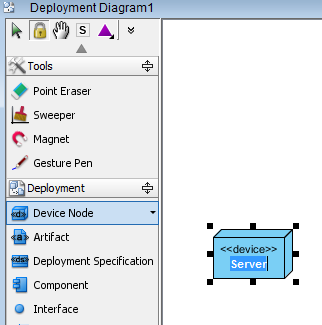 Deployment Diagram1
S
Tools
Point Eraser
Sweeper
Magnet
Gesture Pen
Deployment
<d> Device Node
<a> Artifact
<ds> Deployment Specification
Component
Interface
<<device>>
Server